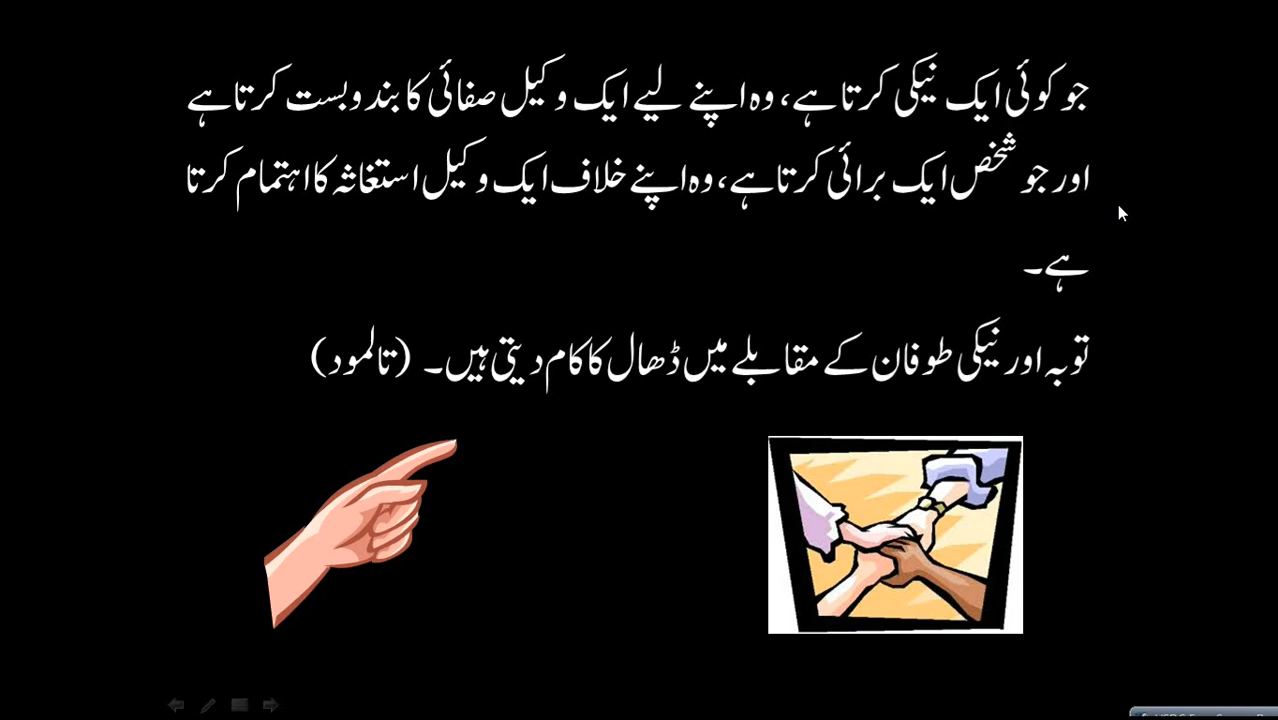 جو کوئی ایک نیکی کرتا ہے، وہ اپنے لیے ایک وکیل صفائی کا بندوبست کرتا ہے
اور جو شخص ایک برائی کرتا ہے، وہ اپنے خلاف ایک وکیل استغاثہ کا اہتمام کرتا
ہے۔
توبہ اور نیکی طوفان کے مقابلے میں ڈھال کا کام دیتی ہیں۔ (تالمود)